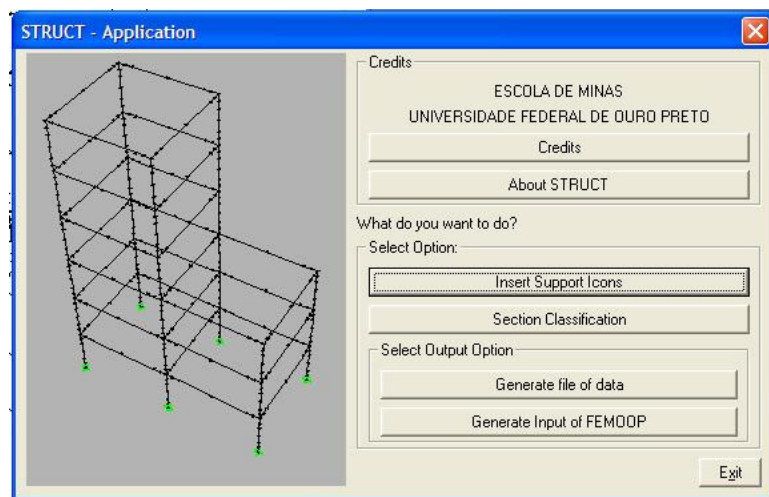 STRUCT - Application
Credits
ESCOLA DE MINAS
UNIVERSIDADE FEDERAL DE OURO PRETO
Credits
About STRUCT
What do you want to do?
Select Option:
Insert Support Icons
Section Classification
Select Output Option
Generate file of data
Generate Input of FEMOOP
Exit